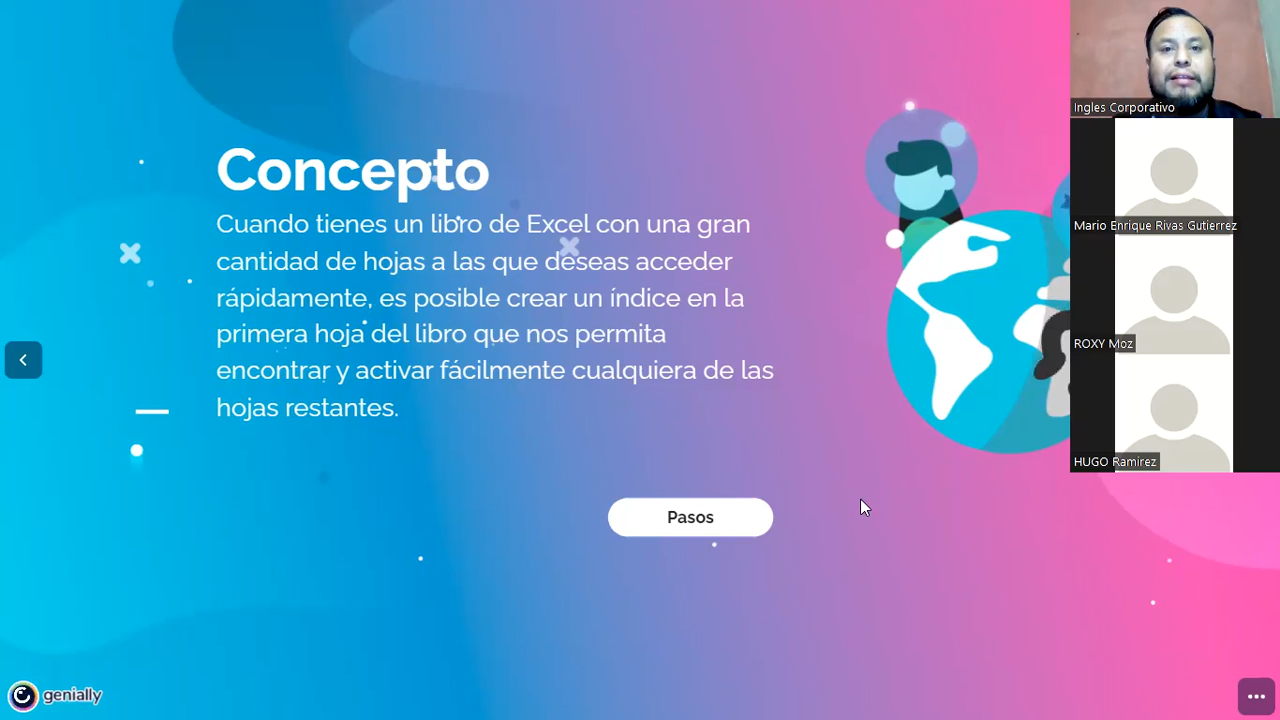 Concepto
Cuando tienes un libro de Excel con una gran
cantidad de hojas a las que deseas acceder
rápidamente, es posible crear un índice en la
primera hoja del libro que nos permita
encontrar y activar fácilmente cualquiera de las
hojas restantes.
Pasos
genially
Ingles Corporativo
Mario Enrique Rivas Gutierrez
ROXY Moz
HUGO Ramirez